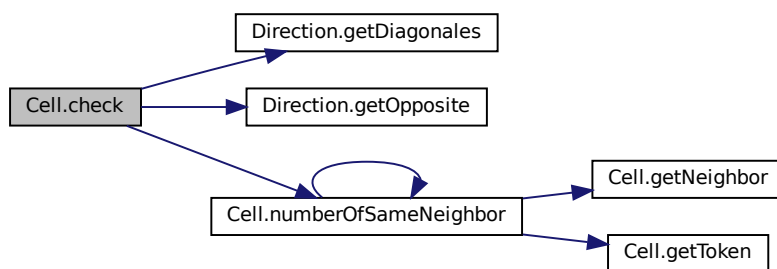 Direction.getDiagonales
Cell.check
Direction.getOpposite
Cell.getNeighbor
Cell.numberOfSameNeighbor
Cell.getToken